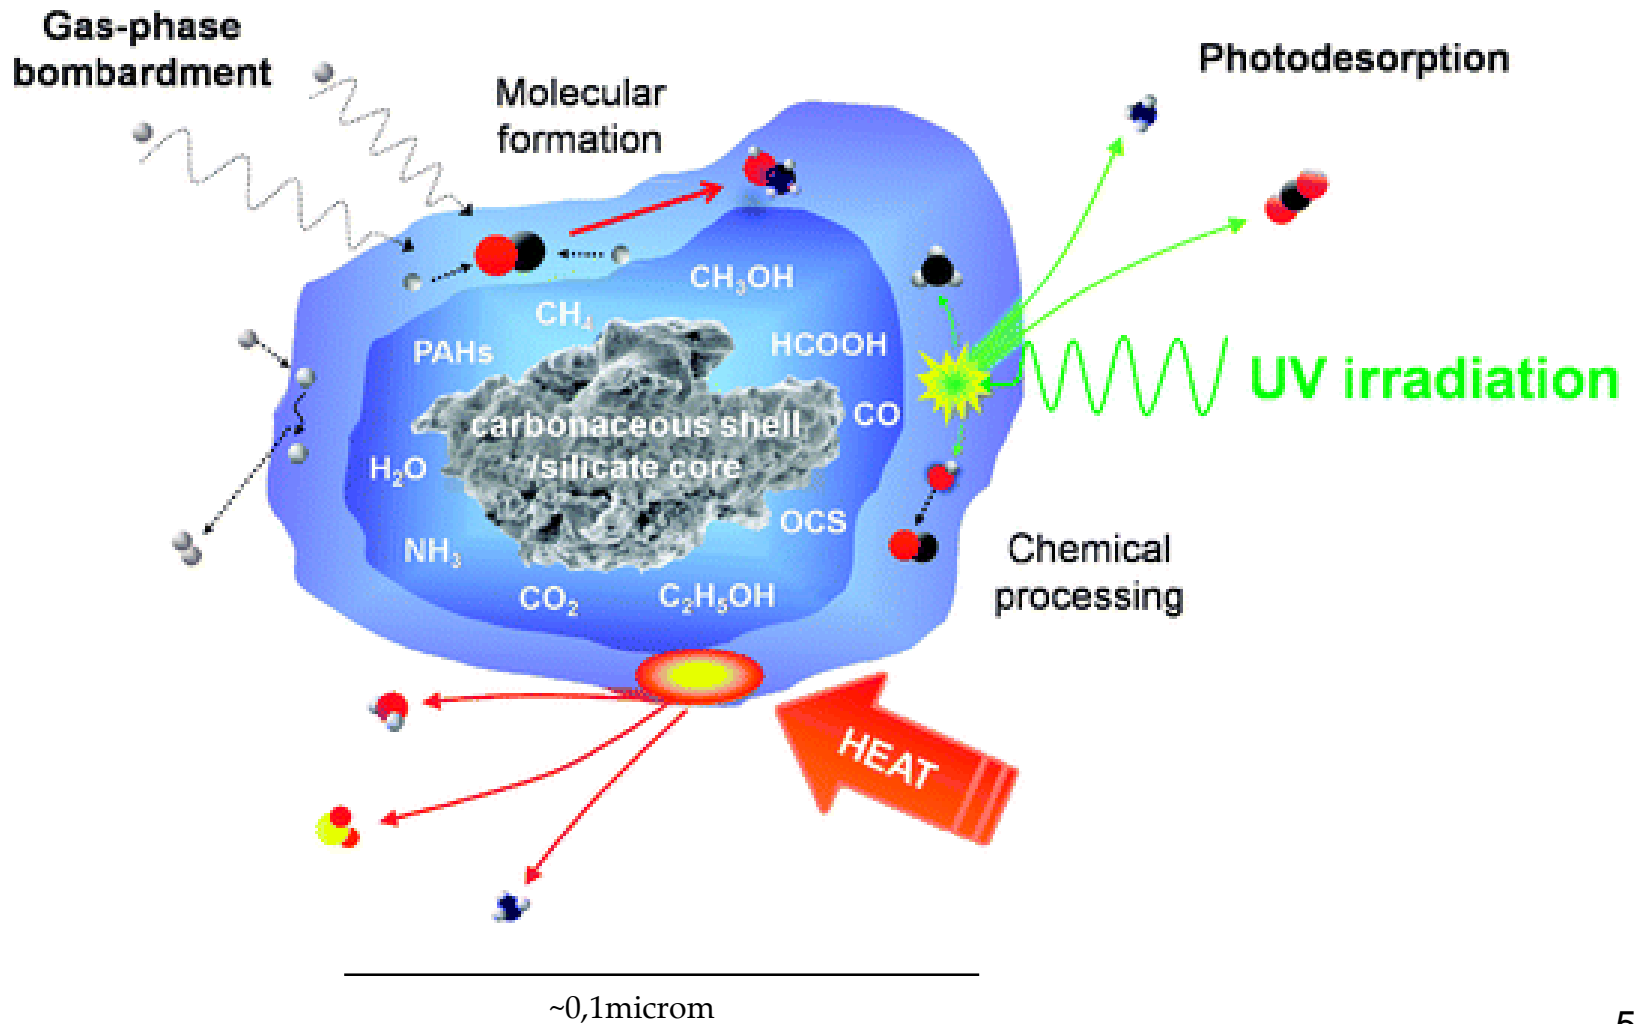 Gas-phase
bombardment
Molecular
formation
Photodesorption
CH₃OH
CH₄
PAHs
HCOOH
UV irradiation
carbonaceous shell
CO
/silicate core
H₂O
OCS
NH₃
Chemical
processing
CO₂
C₂H₅OH
HEAT
~0,1microm
5